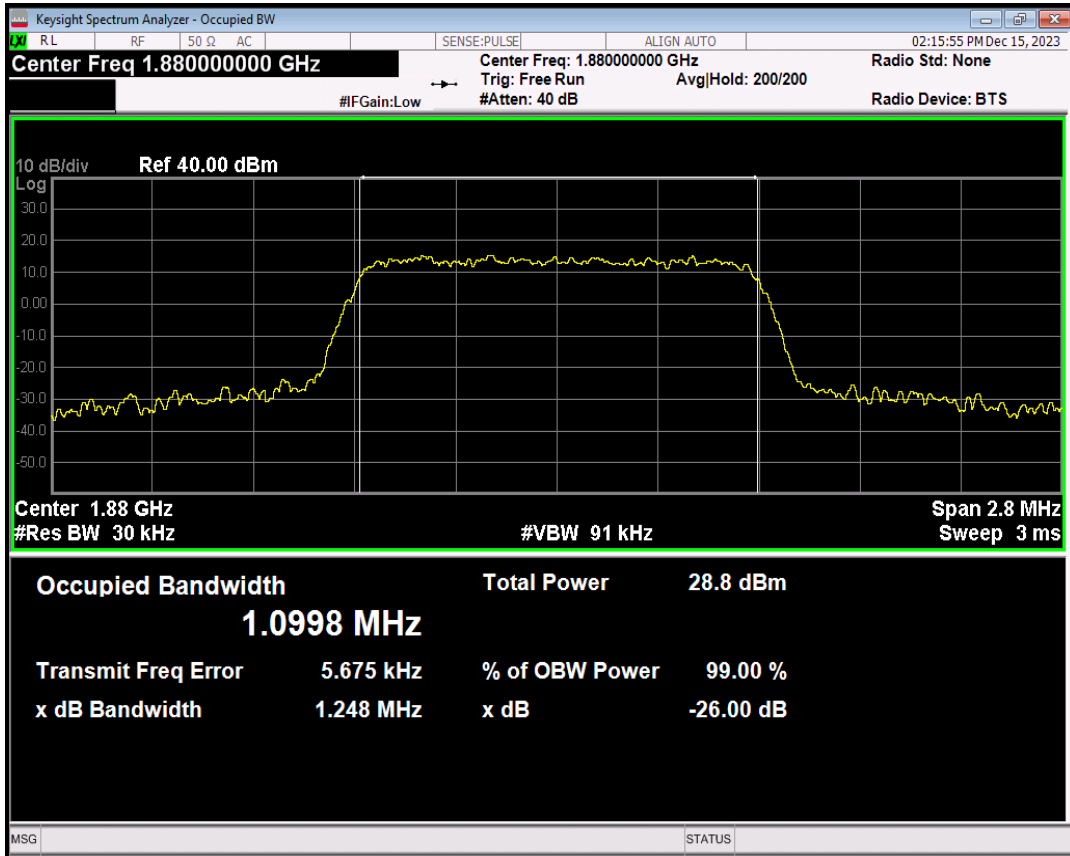 Keysight Spectrum Analyzer - Occupied BW
LXI RL RF 50 Ω AC SENSE:PULSE ALIGN AUTO 02:15:55 PM Dec 15, 2023
Center Freq 1.880000000 GHz Center Freq: 1.880000000 GHz Radio Std: None
Trig: Free Run Avg|Hold: 200/200
#IFGain:Low #Atten: 40 dB Radio Device: BTS
10 dB/div Ref 40.00 dBm
Log
30.0
20.0
10.0
0.00
-10.0
-20.0
-30.0
-40.0
-50.0
Center 1.88 GHz Span 2.8 MHz
#Res BW 30 kHz #VBW 91 kHz Sweep 3 ms
Occupied Bandwidth Total Power 28.8 dBm
1.0998 MHz
Transmit Freq Error 5.675 kHz % of OBW Power 99.00 %
x dB Bandwidth 1.248 MHz x dB -26.00 dB
MSG STATUS